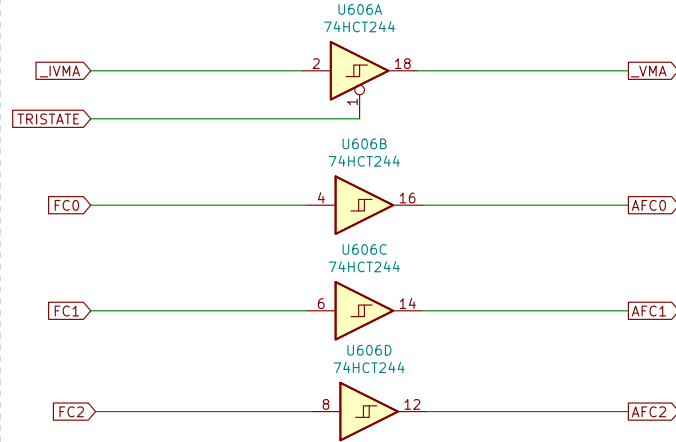 U606A
74HCT244
_IVMA 2 18 _VMA
1
TRISTATE
U606B
74HCT244
FC0 4 16 AFC0
U606C
74HCT244
FC1 6 14 AFC1
U606D
74HCT244
FC2 8 12 AFC2